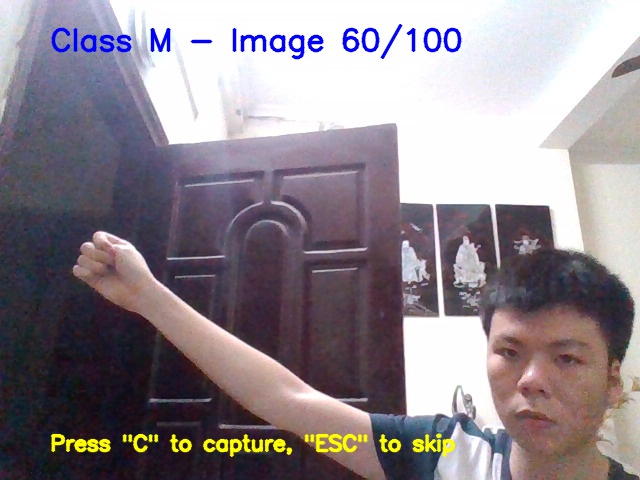 Class M - Image 60/100
Press "C" to capture, "ESC" to skip